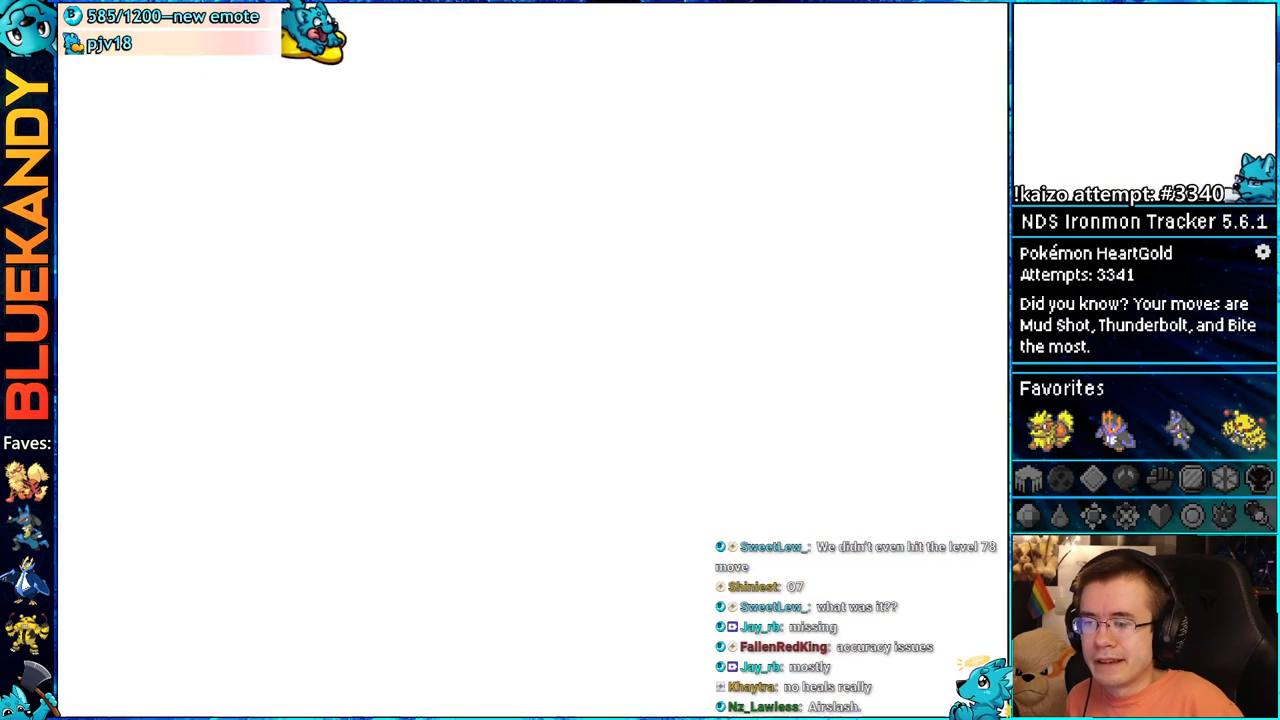 585/1200—new emote
pjv18
BLUEKANDY
Faves:
!kaizo attempt: #3340
NDS Ironmon Tracker 5.6.1
Pokémon HeartGold
Attempts: 3341
Did you know? Your moves are
Mud Shot, Thunderbolt, and Bite
the most.
Favorites
SweetLew_: We didn't even hit the level 78
move
Shiniest: O7
SweetLew_: what was it??
Jay_rb: missing
FallenRedKing: accuracy issues
Jay_rb: mostly
Khaytra: no heals really
Nz_Lawless: Airslash.